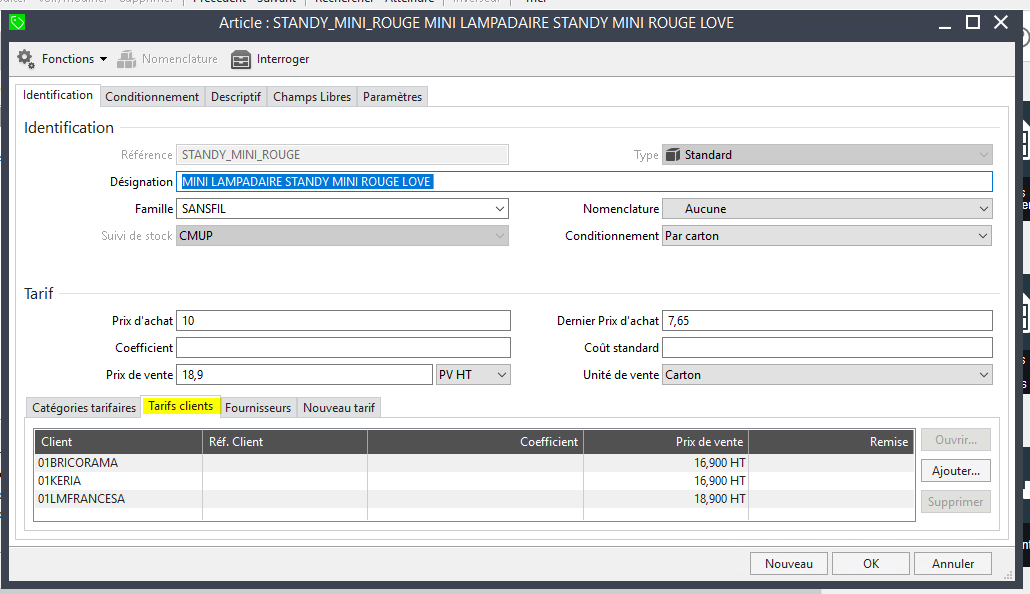 Précédent Suivant Rechercher Atteindre Inverseur
Article : STANDY_MINI_ROUGE MINI LAMPADAIRE STANDY MINI ROUGE LOVE
Fonctions Nomenclature Interroger
Identification Conditionnement Descriptif Champs Libres Paramètres
Identification
Référence STANDY_MINI_ROUGE Type Standard
Désignation MINI LAMPADAIRE STANDY MINI ROUGE LOVE
Famille SANSFIL Nomenclature Aucune
Suivi de stock CMUP Conditionnement Par carton
Tarif
Prix d'achat 10 Dernier Prix d'achat 7,65
Coefficient Coût standard
Prix de vente 18,9 PV HT Unité de vente Carton
Catégories tarifaires Tarifs clients Fournisseurs Nouveau tarif
Client Réf. Client Coefficient Prix de vente Remise Ouvrir...
01BRICORAMA 16,900 HT
01KERIA 16,900 HT Ajouter...
01LMFRANCESA 18,900 HT Supprimer
Nouveau OK Annuler